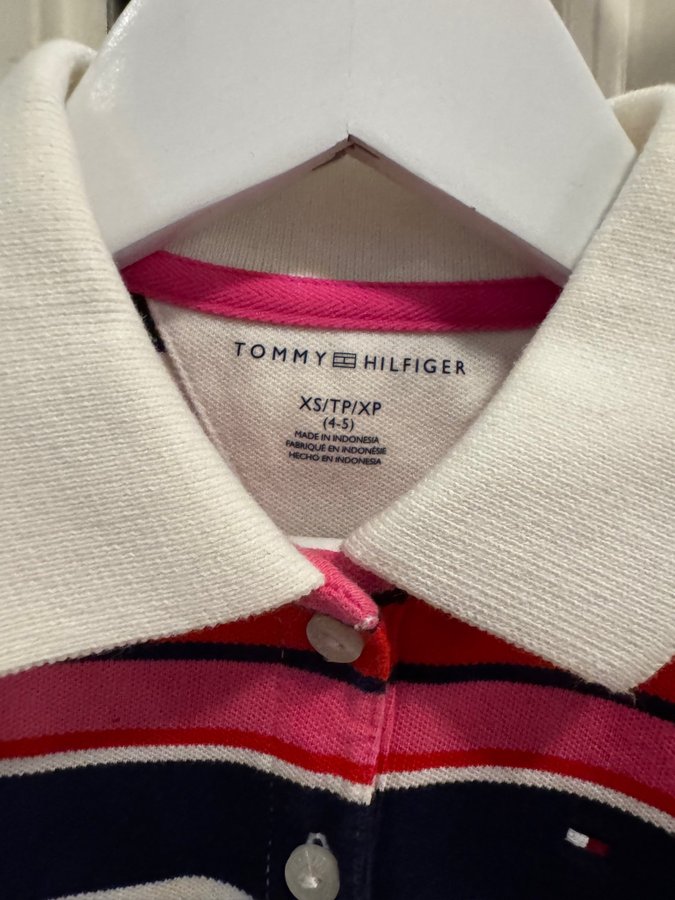 TOMMY HILFIGER
XS/TP/XP
(4-5)
MADE IN INDONESIA
FABRIQUÉ EN INDONÉSIE
HECHO EN INDONESIA